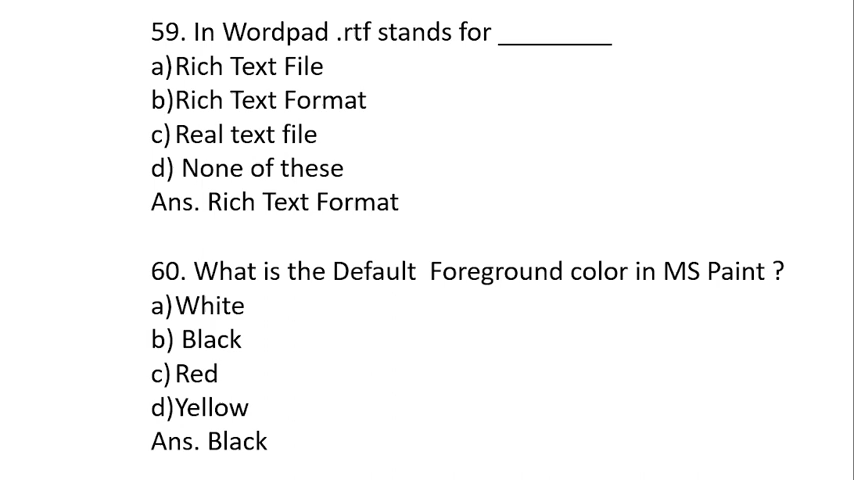 59. In Wordpad .rtf stands for ________
a)Rich Text File
b)Rich Text Format
c) Real text file
d) None of these
Ans. Rich Text Format
60. What is the Default  Foreground color in MS Paint ?
a)White
b) Black
c) Red
d)Yellow
Ans. Black